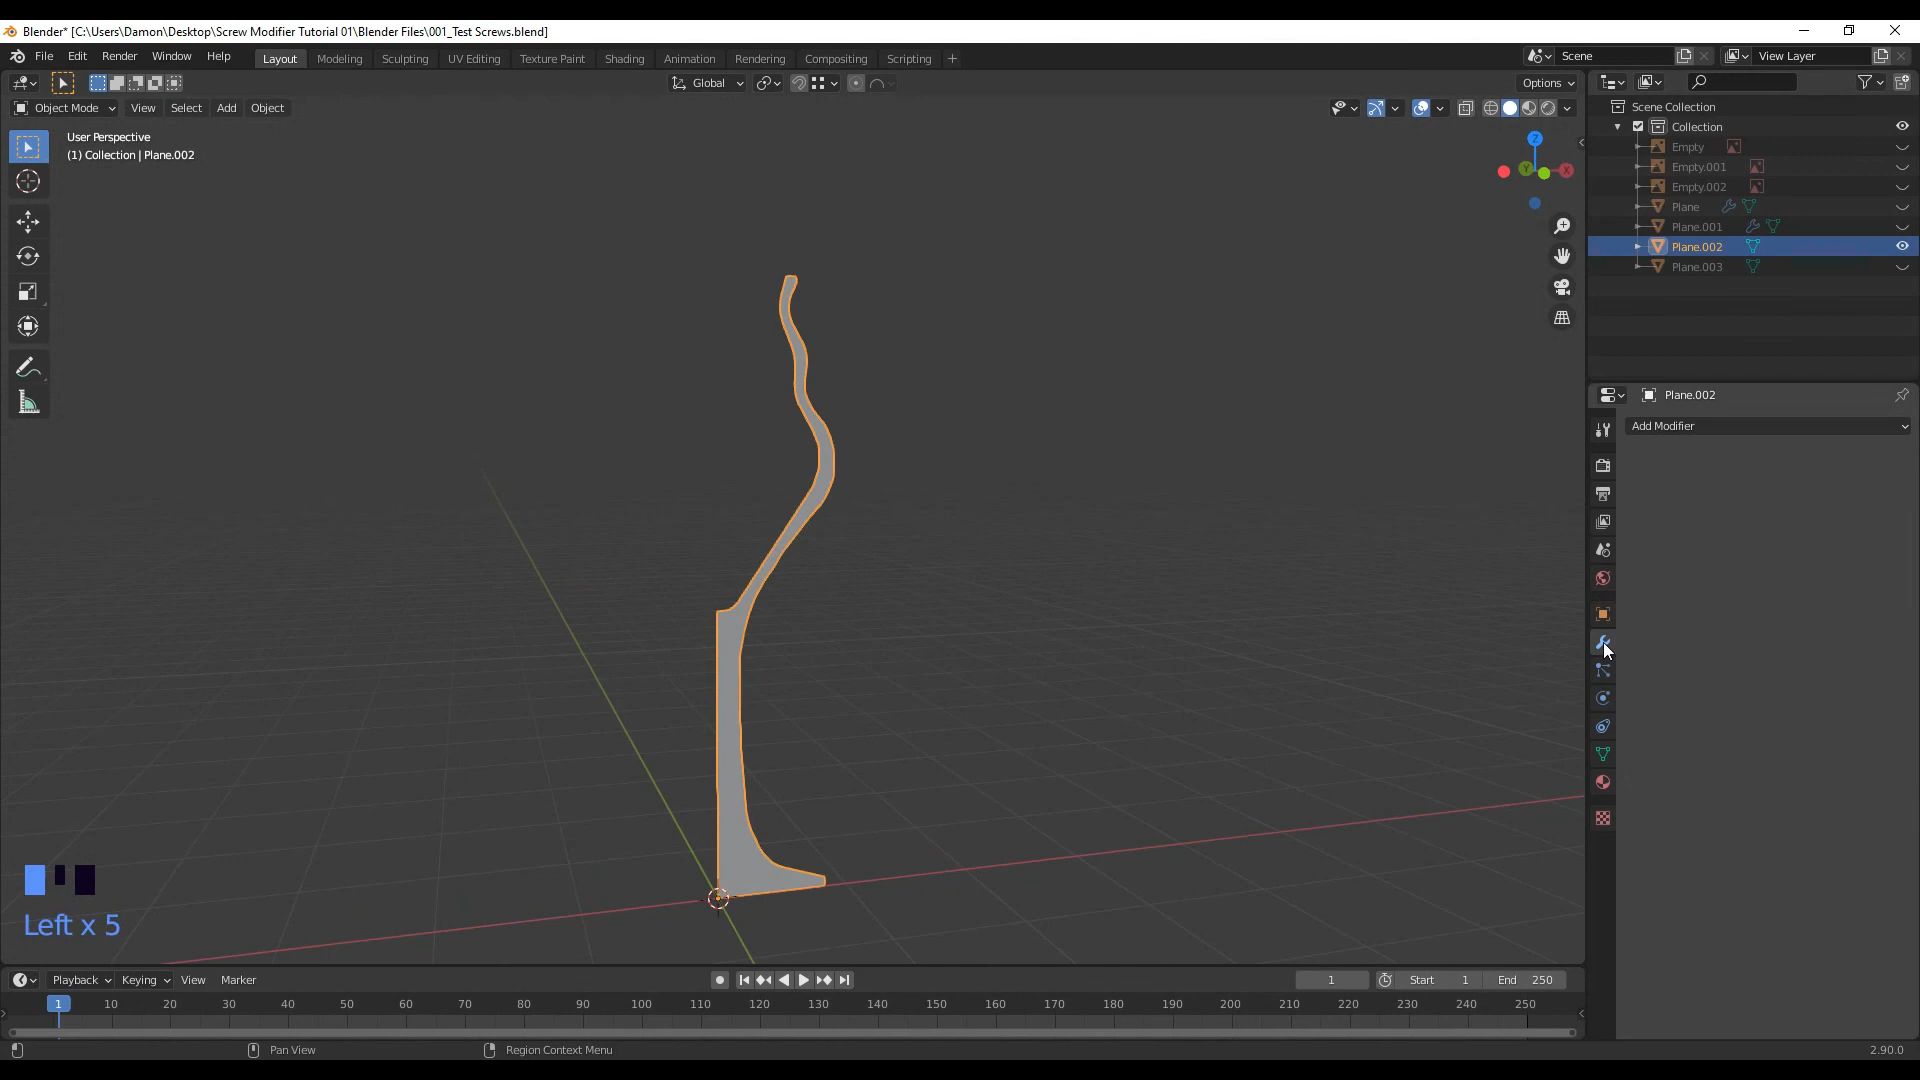 Blender* [C:\Users\Damon\Desktop\Screw Modifier Tutorial 01\Blender Files\001_Test Screws.blend]
File Edit Render Window Help Layout Modeling Sculpting UV Editing Texture Paint Shading Animation Rendering Compositing Scripting + Scene View Layer
Global Options
Object Mode View Select Add Object
User Perspective
(1) Collection | Plane.002
Scene Collection
Collection
Empty
Empty.001
Empty.002
Plane
Plane.001
Plane.002
Plane.003
Z
Y
X
Plane.002
Add Modifier
Left x 5
Playback Keying View Marker 1 Start 1 End 250
1 10 20 30 40 50 60 70 80 90 100 110 120 130 140 150 160 170 180 190 200 210 220 230 240 250
Pan View Region Context Menu 2.90.0